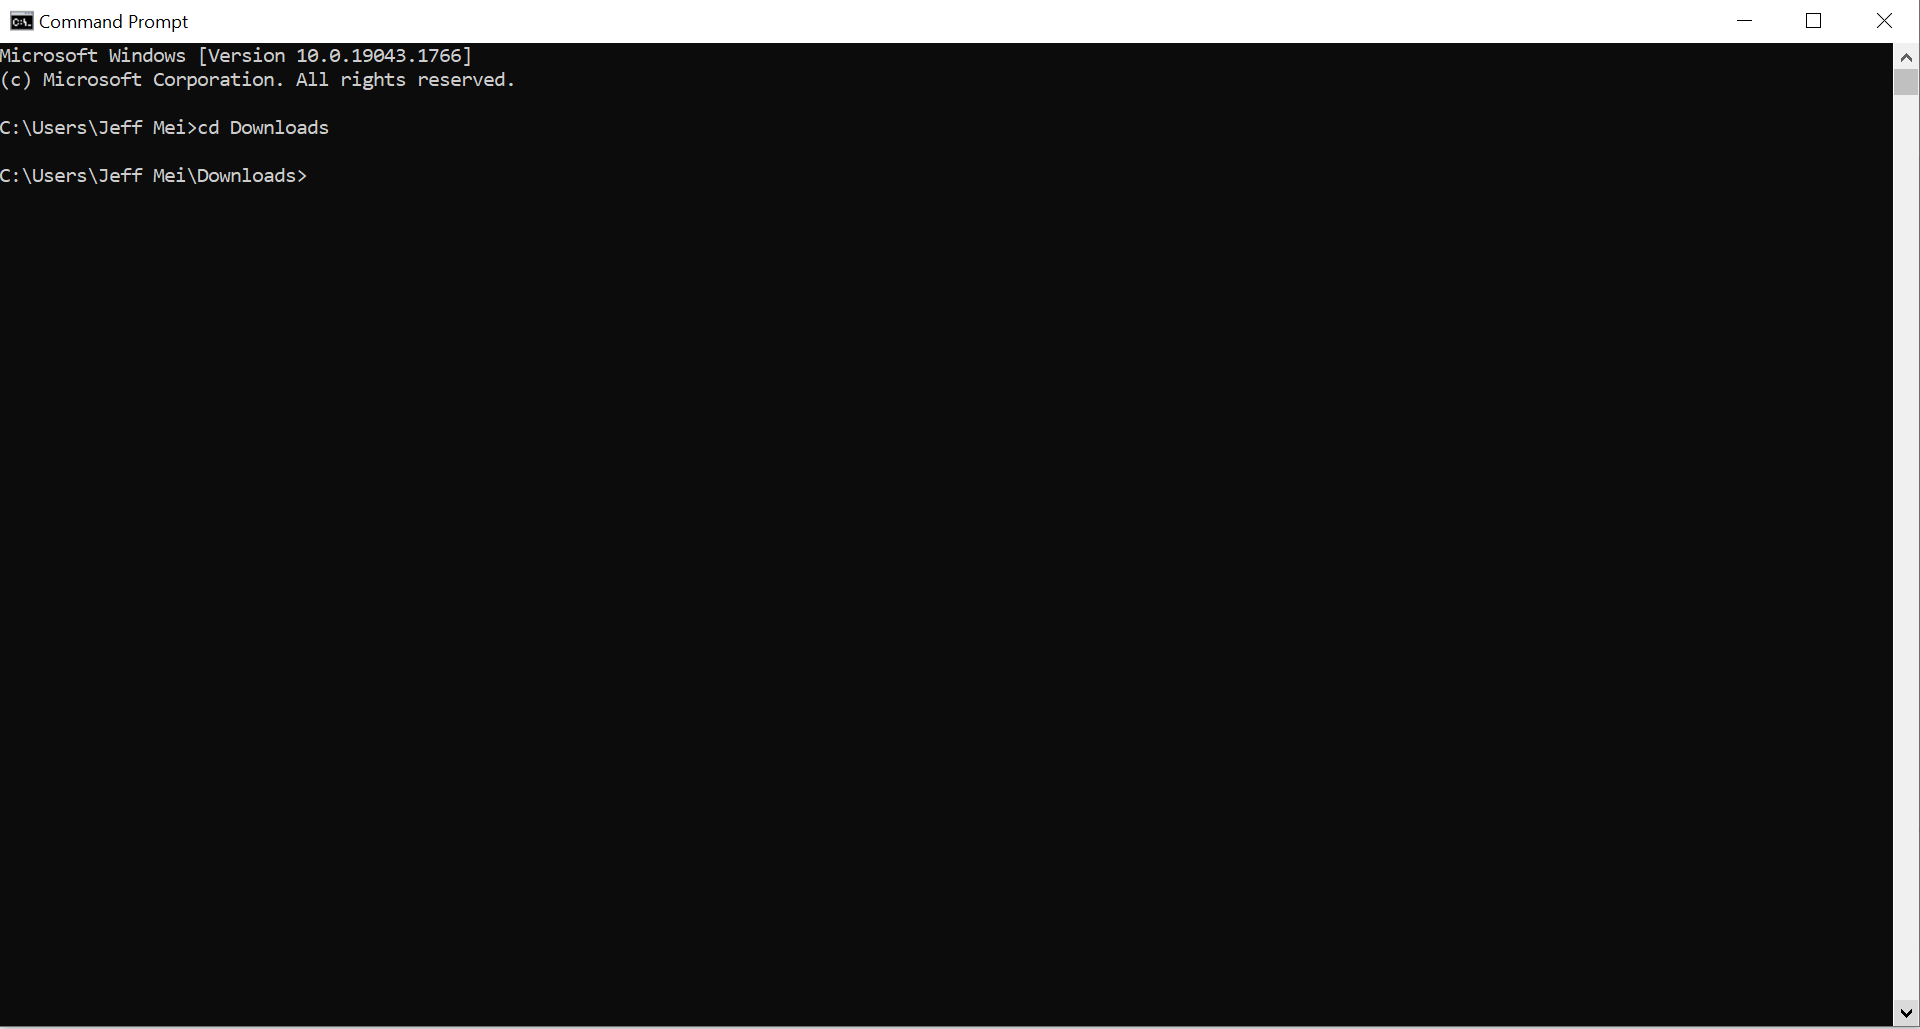 Command Prompt
Microsoft Windows [Version 10.0.19043.1766]
(c) Microsoft Corporation. All rights reserved.
C:\Users\Jeff Mei>cd Downloads
C:\Users\Jeff Mei\Downloads>